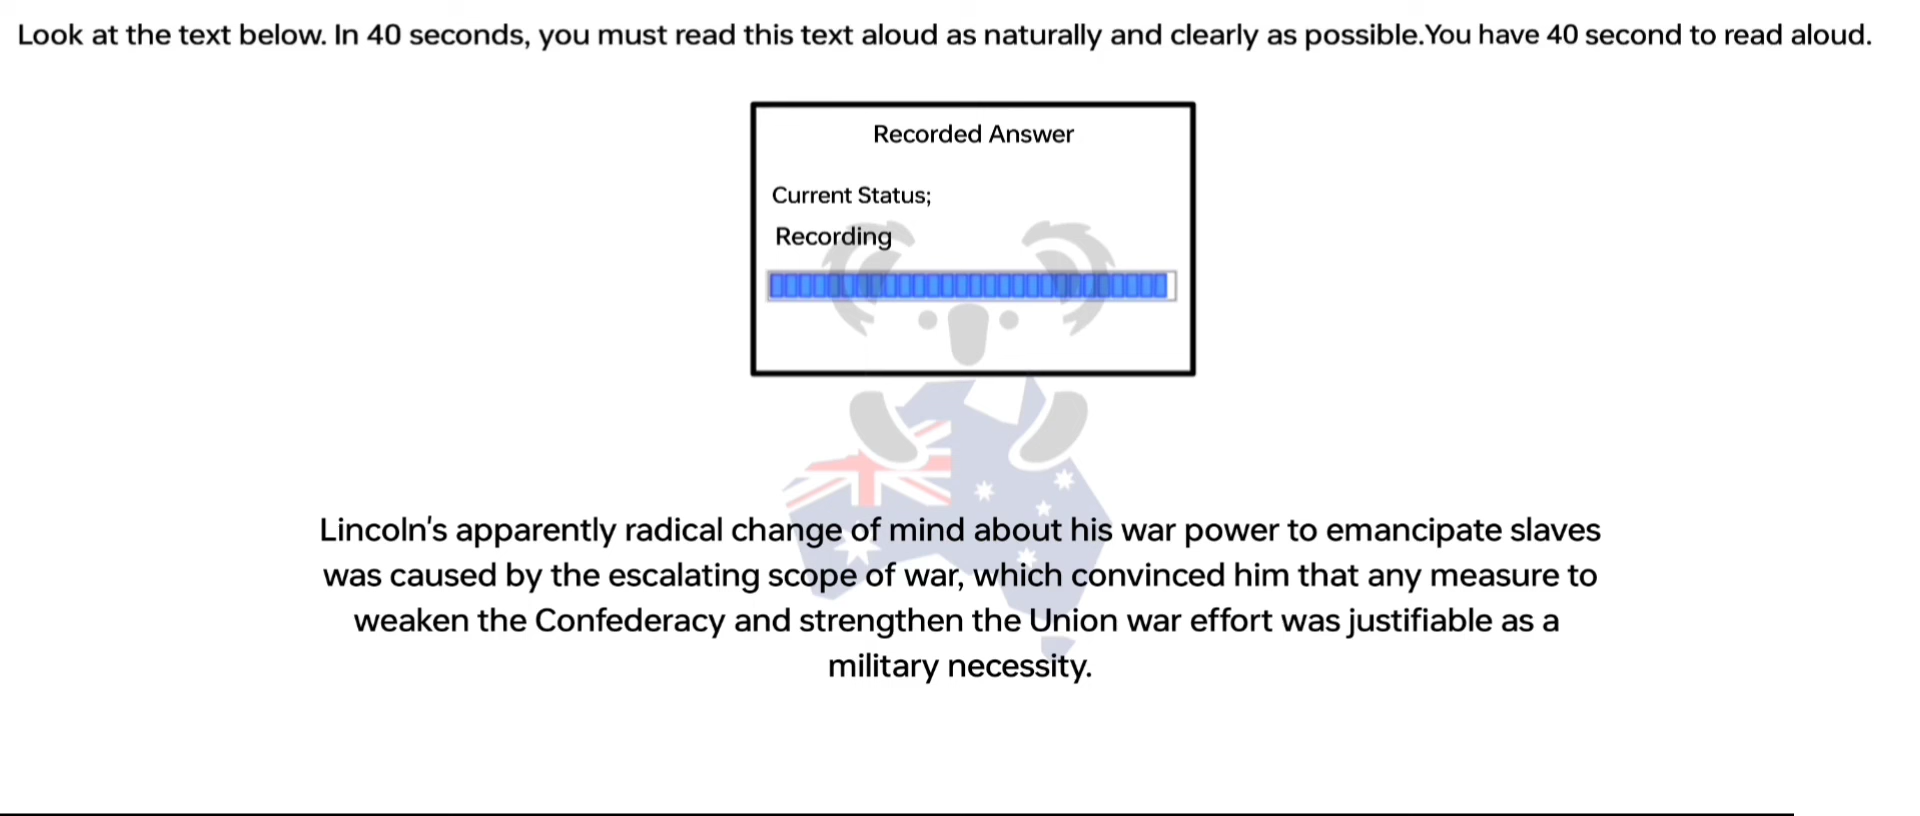 Look at the text below. In 40 seconds, you must read this text aloud as naturally and clearly as possible.You have 40 second to read aloud.
Recorded Answer
Current Status;
Recording
Lincoln's apparently radical change of mind about his war power to emancipate slaves
was caused by the escalating scope of war, which convinced him that any measure to
weaken the Confederacy and strengthen the Union war effort was justifiable as a
military necessity.